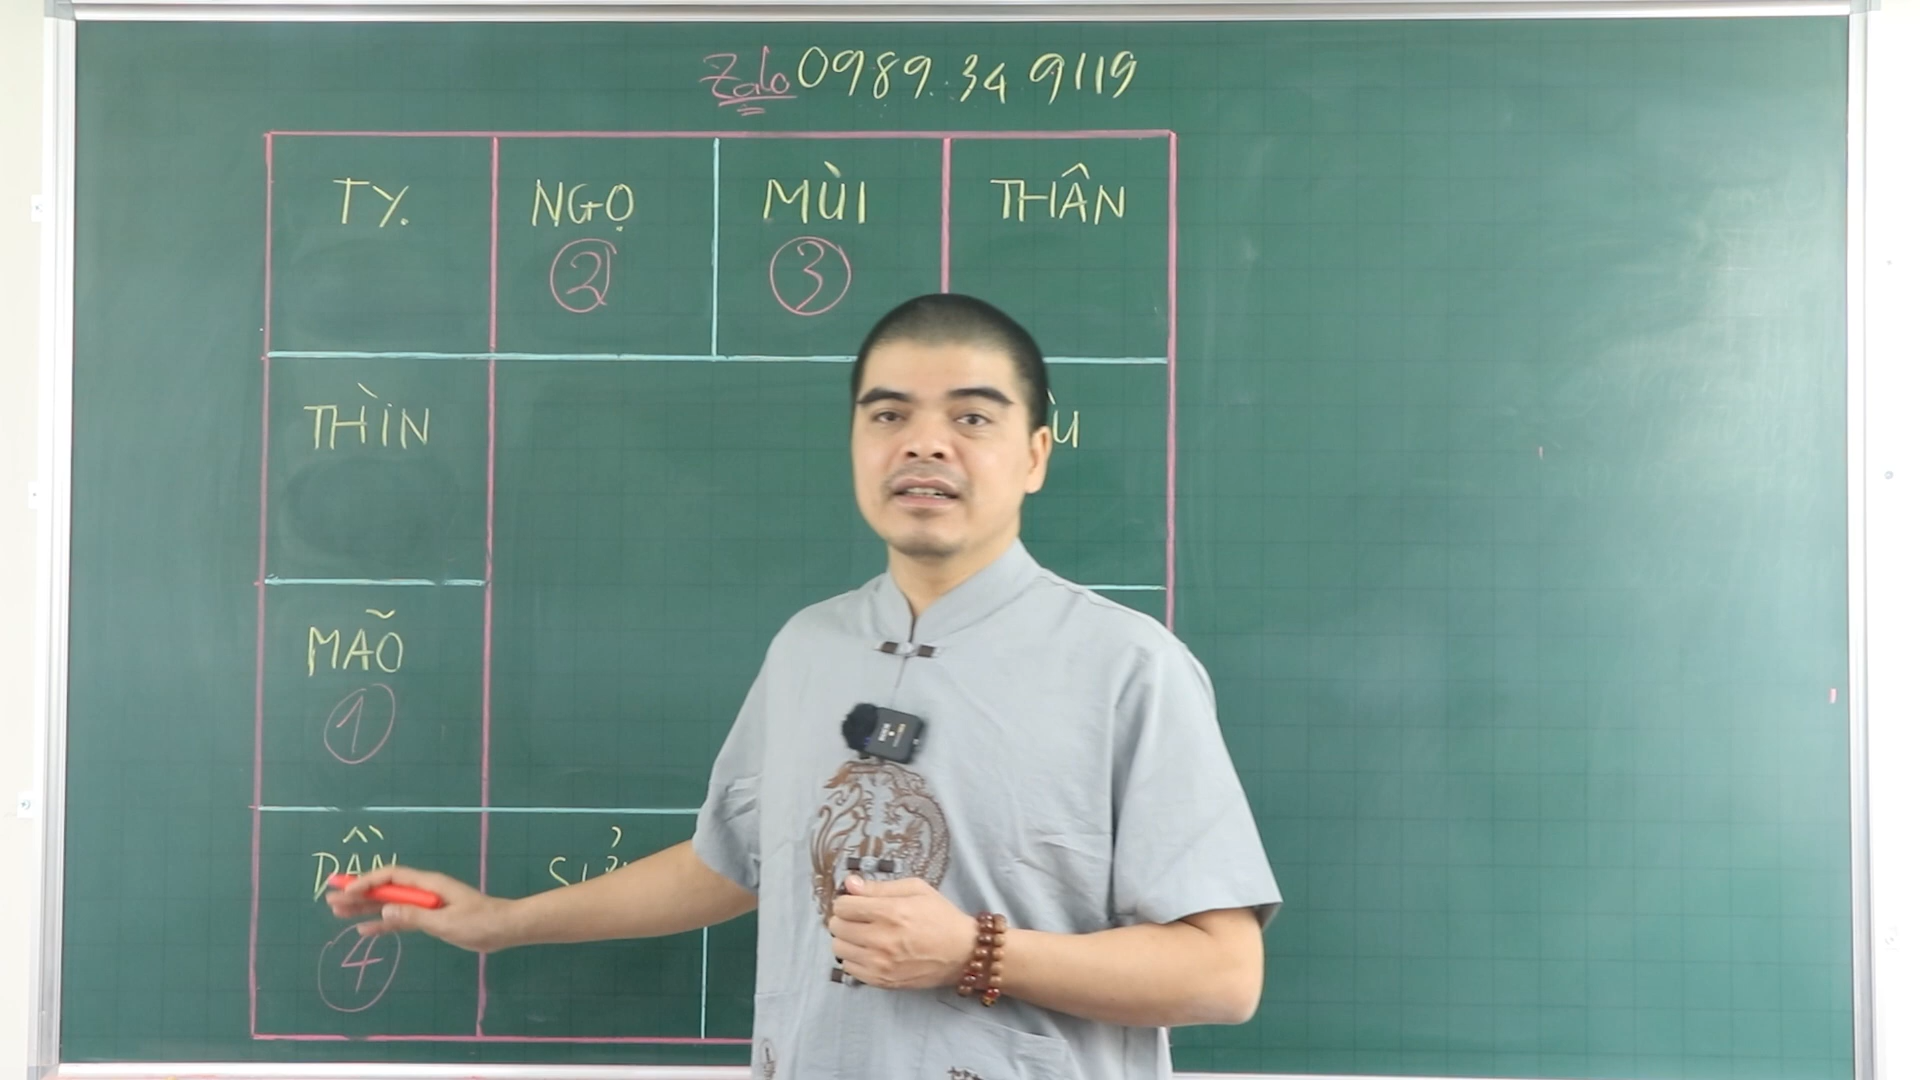 Zalo 0989.34 9119
TỴ NGỌ MÙI THÂN
② ③
THÌN
MÃO
①
DẦN
④